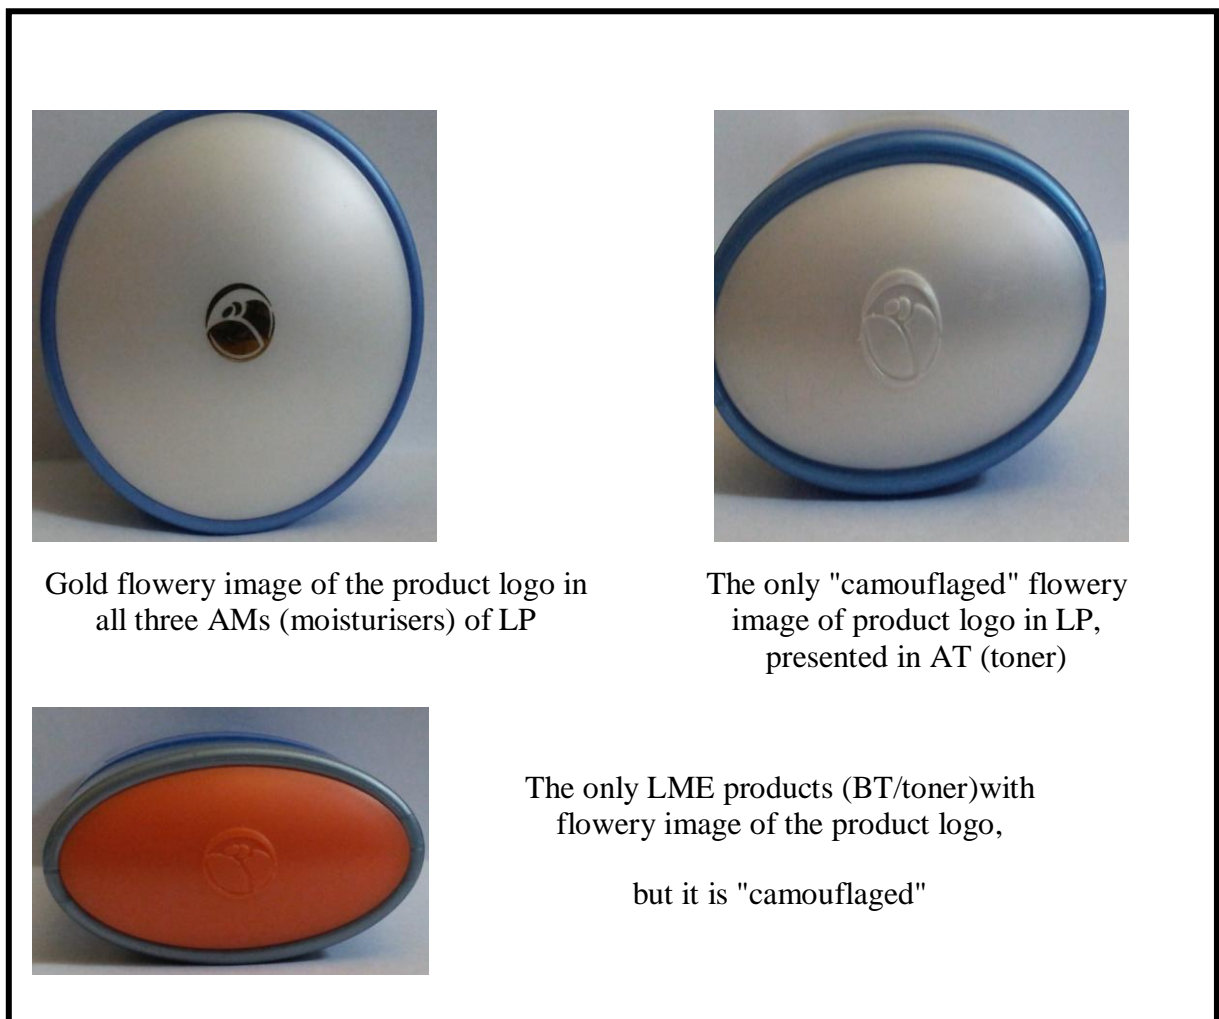 Gold flowery image of the product logo in
all three AMs (moisturisers) of LP
The only "camouflaged" flowery
image of product logo in LP,
presented in AT (toner)
The only LME products (BT/toner)with
flowery image of the product logo,
but it is "camouflaged"